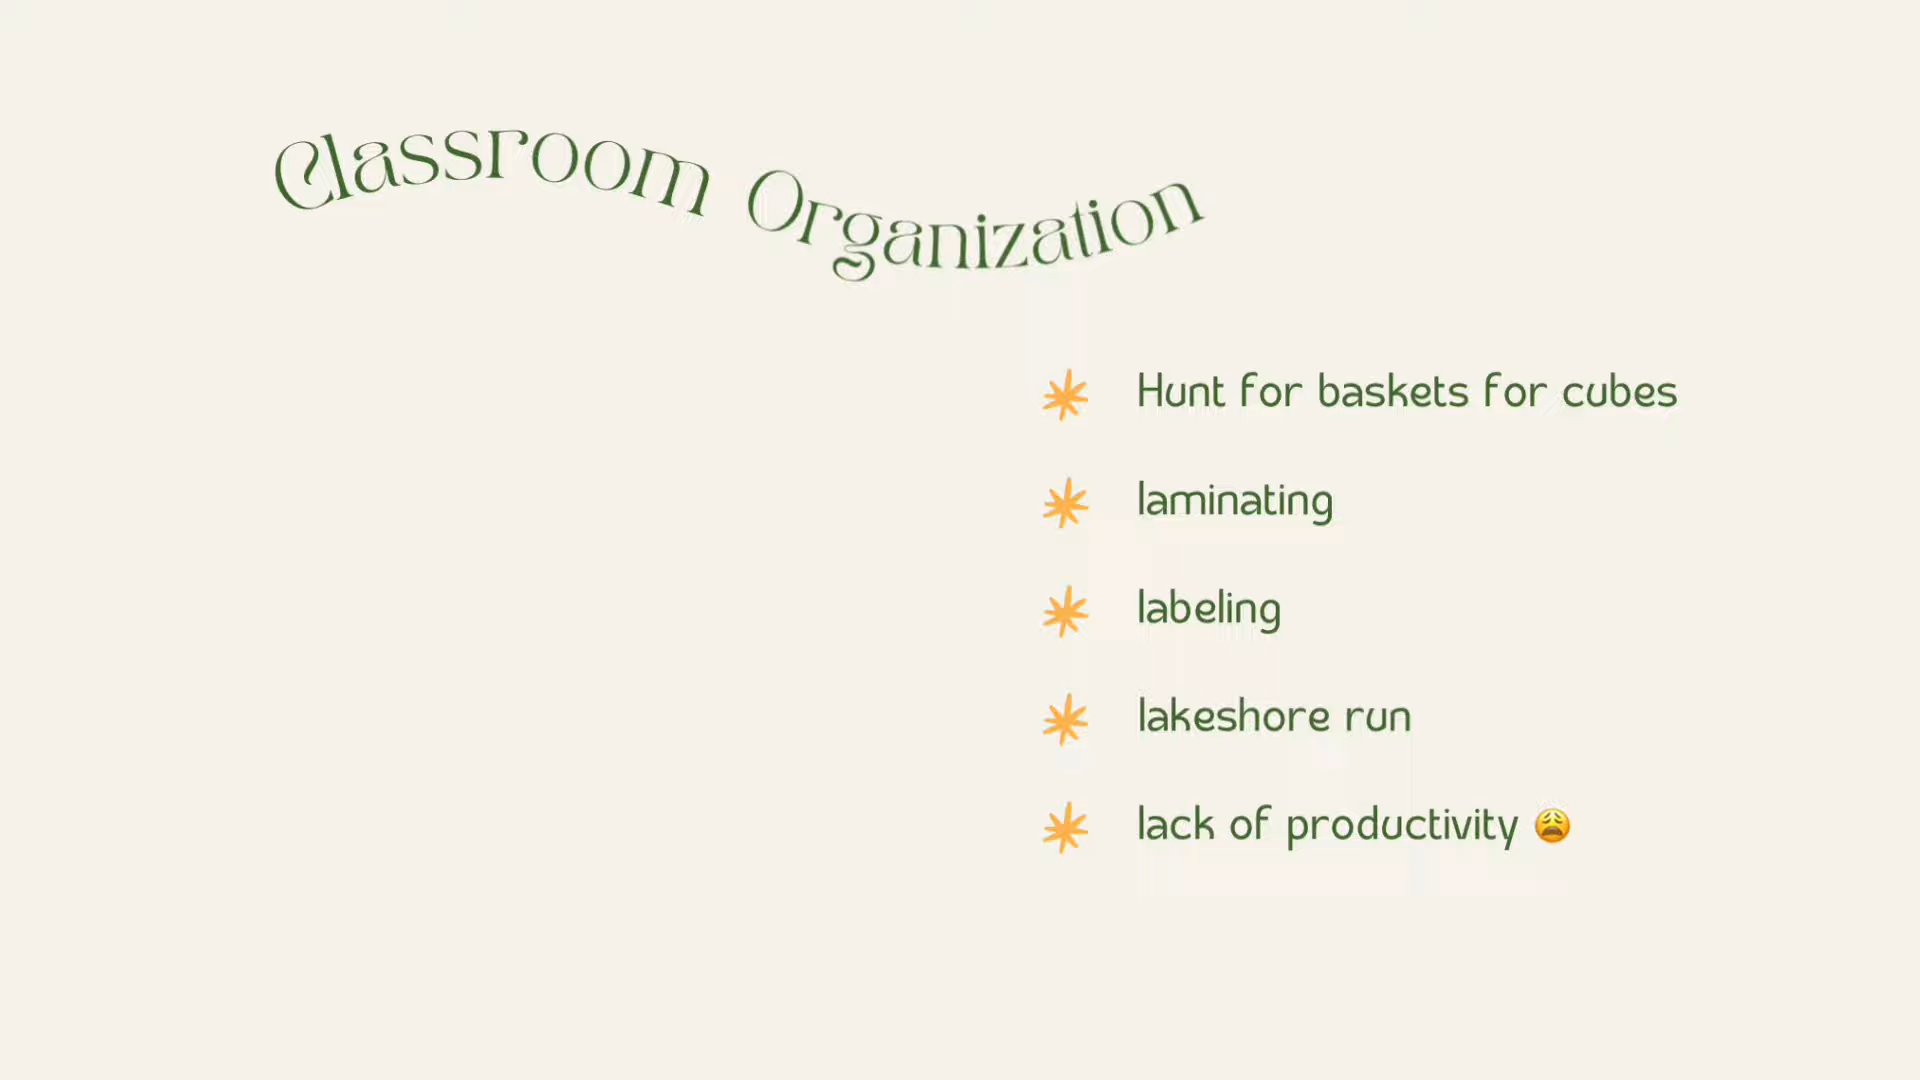 Classroom Organization
Hunt for baskets for cubes
laminating
labeling
lakeshore run
lack of productivity 😩